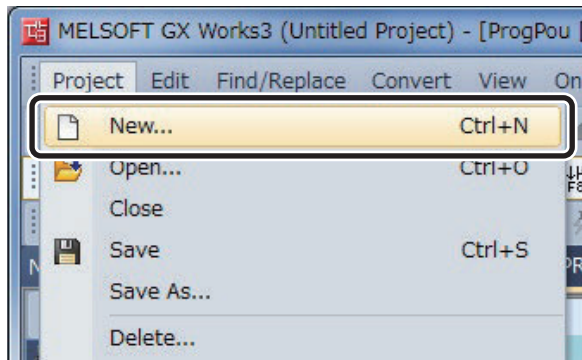 MELSOFT GX Works3 (Untitled Project) - [ProgPou [
Project Edit Find/Replace Convert View On
New... Ctrl+N
Open... Ctrl+O
Close
Save Ctrl+S
Save As...
Delete...